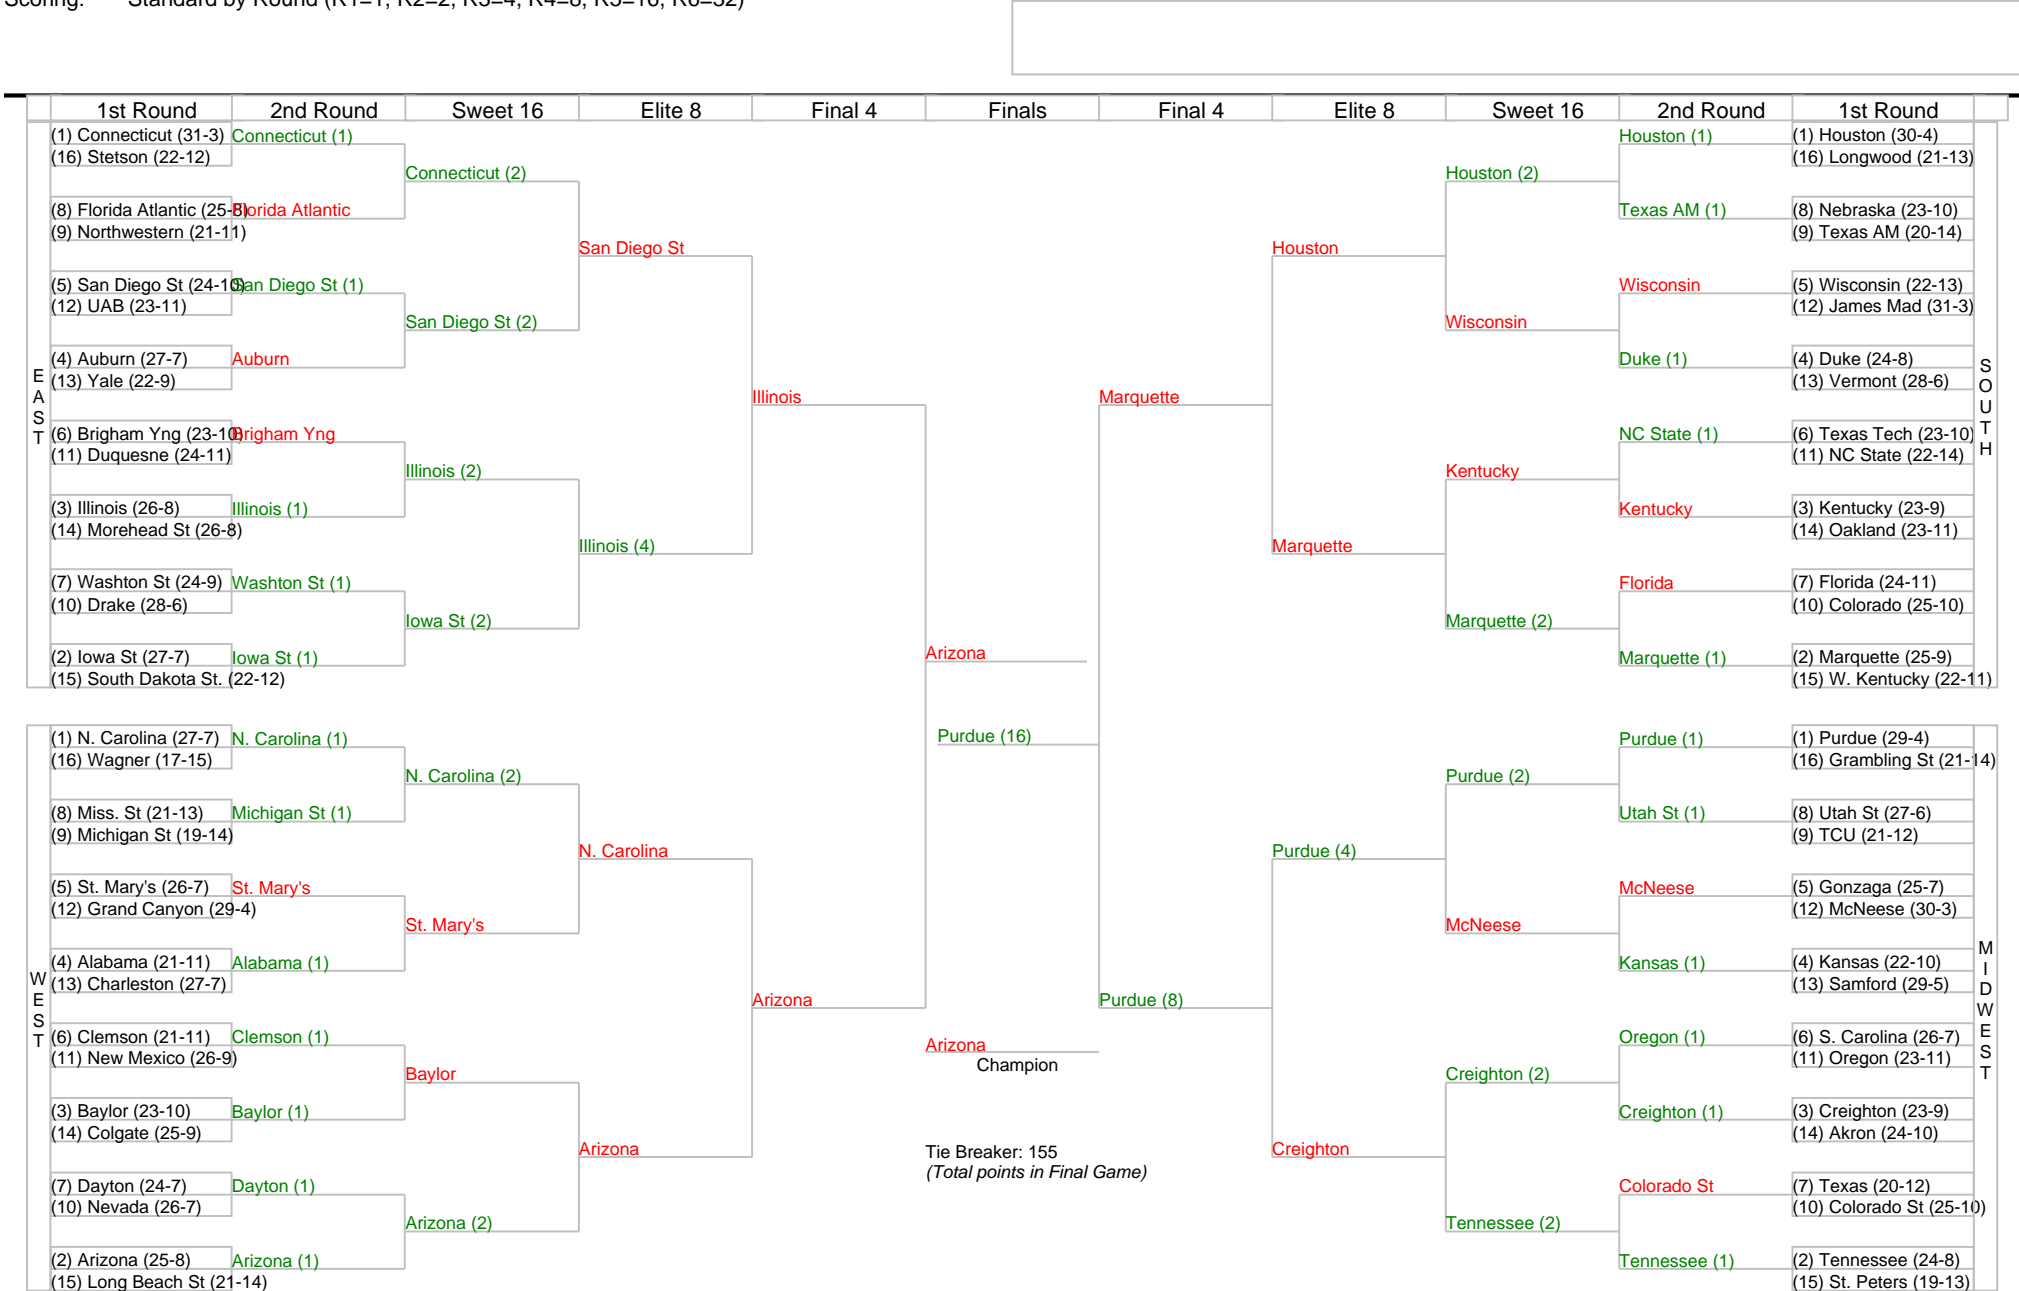 Scoring: Standard by Round (R1=1, R2=2, R3=4, R4=8, R5=16, R6=32)
1st Round 2nd Round Sweet 16 Elite 8 Final 4 Finals Final 4 Elite 8 Sweet 16 2nd Round 1st Round
EAST
(1) Connecticut (31-3)
(16) Stetson (22-12)
(8) Florida Atlantic (25-8)
(9) Northwestern (21-11)
(5) San Diego St (24-10)
(12) UAB (23-11)
(4) Auburn (27-7)
(13) Yale (22-9)
(6) Brigham Yng (23-10)
(11) Duquesne (24-11)
(3) Illinois (26-8)
(14) Morehead St (26-8)
(7) Washton St (24-9)
(10) Drake (28-6)
(2) Iowa St (27-7)
(15) South Dakota St. (22-12)
Connecticut (1)
Florida Atlantic
San Diego St (1)
Auburn
Brigham Yng
Illinois (1)
Washton St (1)
Iowa St (1)
Connecticut (2)
San Diego St (2)
Illinois (2)
Iowa St (2)
San Diego St
Illinois (4)
Illinois
WEST
(1) N. Carolina (27-7)
(16) Wagner (17-15)
(8) Miss. St (21-13)
(9) Michigan St (19-14)
(5) St. Mary's (26-7)
(12) Grand Canyon (29-4)
(4) Alabama (21-11)
(13) Charleston (27-7)
(6) Clemson (21-11)
(11) New Mexico (26-9)
(3) Baylor (23-10)
(14) Colgate (25-9)
(7) Dayton (24-7)
(10) Nevada (26-7)
(2) Arizona (25-8)
(15) Long Beach St (21-14)
N. Carolina (1)
Michigan St (1)
St. Mary's
Alabama (1)
Clemson (1)
Baylor (1)
Dayton (1)
Arizona (1)
N. Carolina (2)
St. Mary's
Baylor
Arizona (2)
N. Carolina
Arizona
Arizona
Arizona
Purdue (16)
Arizona
Champion
Tie Breaker: 155
(Total points in Final Game)
Marquette
Houston
Marquette
Houston (2)
Wisconsin
Kentucky
Marquette (2)
Houston (1)
Texas AM (1)
Wisconsin
Duke (1)
NC State (1)
Kentucky
Florida
Marquette (1)
(1) Houston (30-4)
(16) Longwood (21-13)
(8) Nebraska (23-10)
(9) Texas AM (20-14)
(5) Wisconsin (22-13)
(12) James Mad (31-3)
(4) Duke (24-8)
(13) Vermont (28-6)
(6) Texas Tech (23-10)
(11) NC State (22-14)
(3) Kentucky (23-9)
(14) Oakland (23-11)
(7) Florida (24-11)
(10) Colorado (25-10)
(2) Marquette (25-9)
(15) W. Kentucky (22-11)
SOUTH
Purdue (8)
Purdue (4)
Creighton
Purdue (2)
McNeese
Creighton (2)
Tennessee (2)
Purdue (1)
Utah St (1)
McNeese
Kansas (1)
Oregon (1)
Creighton (1)
Colorado St
Tennessee (1)
(1) Purdue (29-4)
(16) Grambling St (21-14)
(8) Utah St (27-6)
(9) TCU (21-12)
(5) Gonzaga (25-7)
(12) McNeese (30-3)
(4) Kansas (22-10)
(13) Samford (29-5)
(6) S. Carolina (26-7)
(11) Oregon (23-11)
(3) Creighton (23-9)
(14) Akron (24-10)
(7) Texas (20-12)
(10) Colorado St (25-10)
(2) Tennessee (24-8)
(15) St. Peters (19-13)
MIDWEST